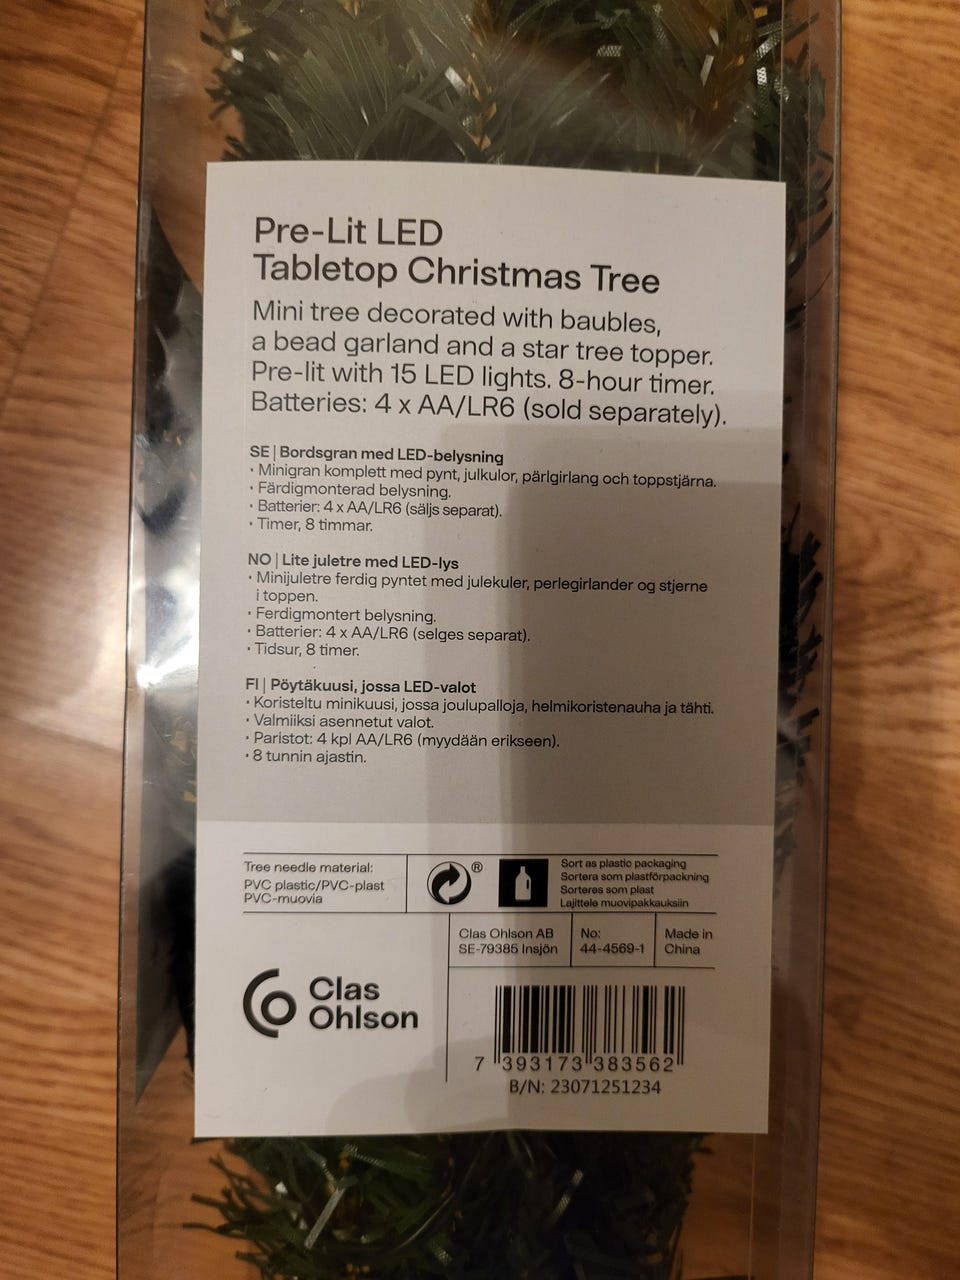 Pre-Lit LED
Tabletop Christmas Tree
Mini tree decorated with baubles,
a bead garland and a star tree topper.
Pre-lit with 15 LED lights. 8-hour timer.
Batteries: 4 x AA/LR6 (sold separately).
SE | Bordsgran med LED-belysning
• Minigran komplett med pynt, julkulor, pärlgirlang och toppstjärna.
• Färdigmonterad belysning.
• Batterier: 4 x AA/LR6 (säljs separat).
• Timer, 8 timmar.
NO | Lite juletre med LED-lys
• Minijuletre ferdig pyntet med julekuler, perlegirlander og stjerne
i toppen.
• Ferdigmontert belysning.
• Batterier: 4 x AA/LR6 (selges separat).
• Tidsur, 8 timer.
FI | Pöytäkuusi, jossa LED-valot
• Koristeltu minikuusi, jossa joulupalloja, helmikoristenauha ja tähti.
• Valmiiksi asennetut valot.
• Paristot: 4 kpl AA/LR6 (myydään erikseen).
• 8 tunnin ajastin.
Tree needle material:
PVC plastic/PVC-plast
PVC-muovia
®
Sort as plastic packaging
Sortera som plastförpackning
Sorteres som plast
Lajittele muovipakkauksiin
Clas Ohlson AB
SE-79385 Insjön
No:
44-4569-1
Made in
China
Clas
Ohlson
7 393173 383562
B/N: 23071251234